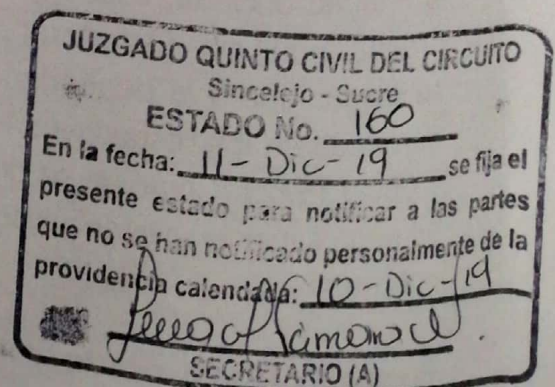 JUZGADO QUINTO CIVIL DEL CIRCUITO
Sincelejo - Sucre
ESTADO No. 160
En la fecha: 11-Dic-19 se fija el
presente estado para notificar a las partes
que no se han notificado personalmente de la
providencia calendada: 10-Dic-19
SECRETARIO (A)